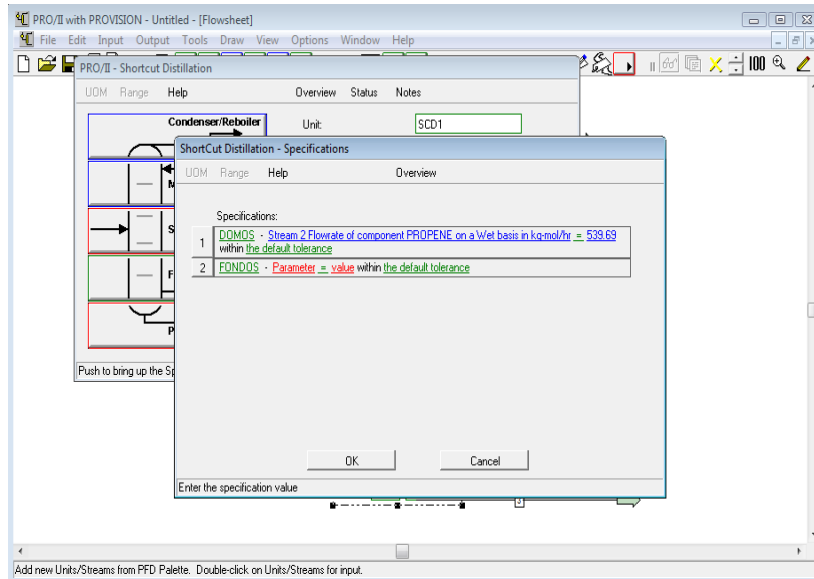 PRO/II with PROVISION - Untitled - [Flowsheet]
File Edit Input Output Tools Draw View Options Window Help
100
PRO/II - Shortcut Distillation
UOM Range Help Overview Status Notes
Condenser/Reboiler
Unit: SCD1
ShortCut Distillation - Specifications
UOM Range Help Overview
Specifications:
1 DOMOS - Stream 2 Flowrate of component PROPENE on a Wet basis in kg-mol/hr = 539.69
within the default tolerance
2 FONDOS - Parameter = value within the default tolerance
Push to bring up the Sp
OK Cancel
Enter the specification value
Add new Units/Streams from PFD Palette. Double-click on Units/Streams for input.